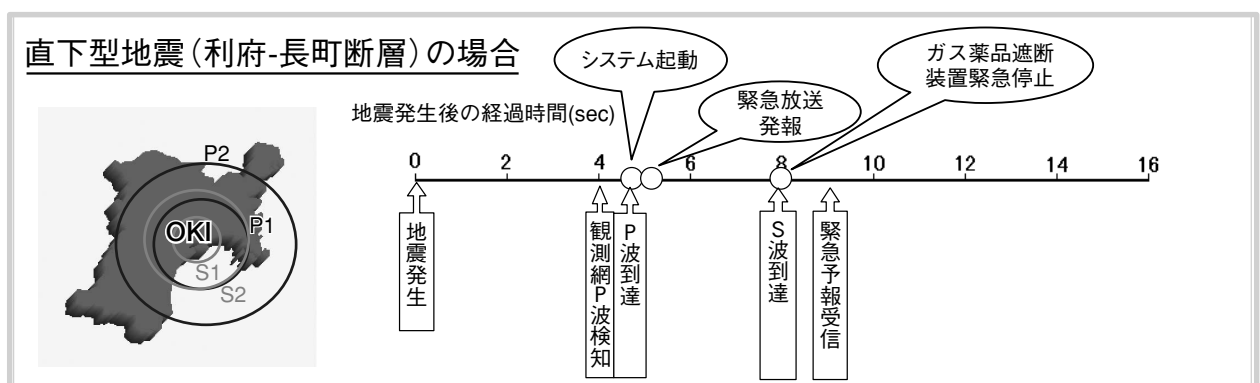 直下型地震(利府-長町断層)の場合
システム起動
ガス薬品遮断
装置緊急停止
緊急放送
発報
地震発生後の経過時間(sec)
0 2 4 6 8 10 12 14 16
P2
P1
OKI
S1
S2
地震発生
観測網P波検知
P波到達
S波到達
緊急予報受信